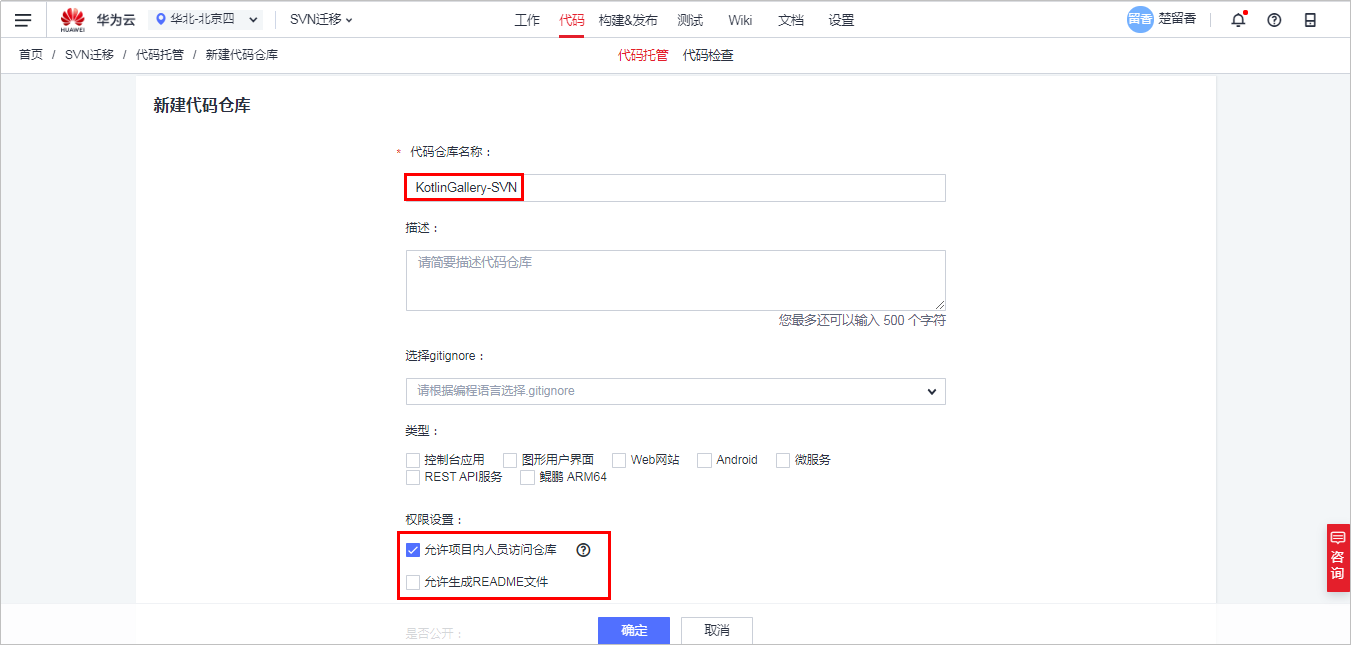 HUAWEI 华为云 华北-北京四 SVN迁移 工作 代码 构建&发布 测试 Wiki 文档 设置 留香 楚留香
首页 / SVN迁移 / 代码托管 / 新建代码仓库 代码托管 代码检查
新建代码仓库
* 代码仓库名称：
KotlinGallery-SVN
描述：
请简要描述代码仓库
您最多还可以输入 500 个字符
选择gitignore：
请根据编程语言选择.gitignore
类型：
控制台应用 图形用户界面 Web网站 Android 微服务
REST API服务 鲲鹏 ARM64
权限设置：
允许项目内人员访问仓库
允许生成README文件
咨询
是否公开：
确定 取消